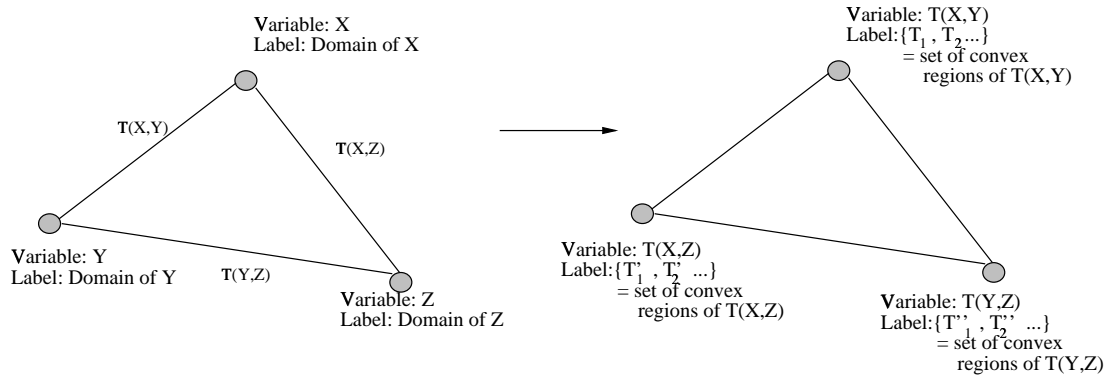 Variable: X
Label: Domain of X
T(X,Y)
T(X,Z)
Variable: Y
Label: Domain of Y
T(Y,Z)
Variable: Z
Label: Domain of Z
Variable: T(X,Y)
Label:{T1 , T2 ...}
= set of convex
regions of T(X,Y)
Variable: T(X,Z)
Label:{T'1 , T'2 ...}
= set of convex
regions of T(X,Z)
Variable: T(Y,Z)
Label:{T''1 , T''2 ...}
= set of convex
regions of T(Y,Z)